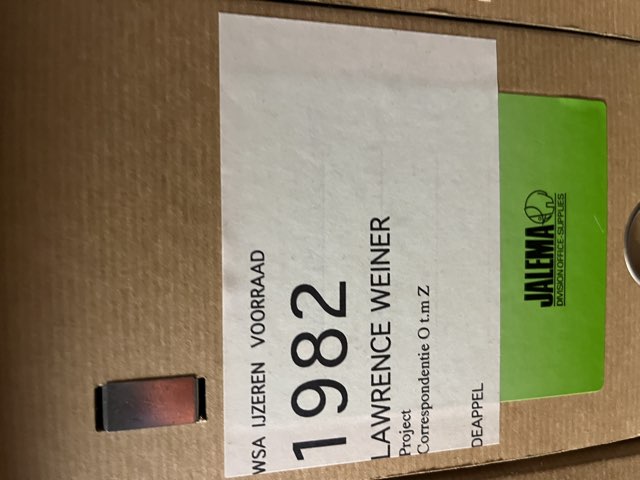 WSA IJZEREN VOORRAAD
1982
LAWRENCE WEINER
Project
Correspondentie O t.m Z
DEAPPEL
JALEMA
DIVISION OFFICE-SUPPLIES